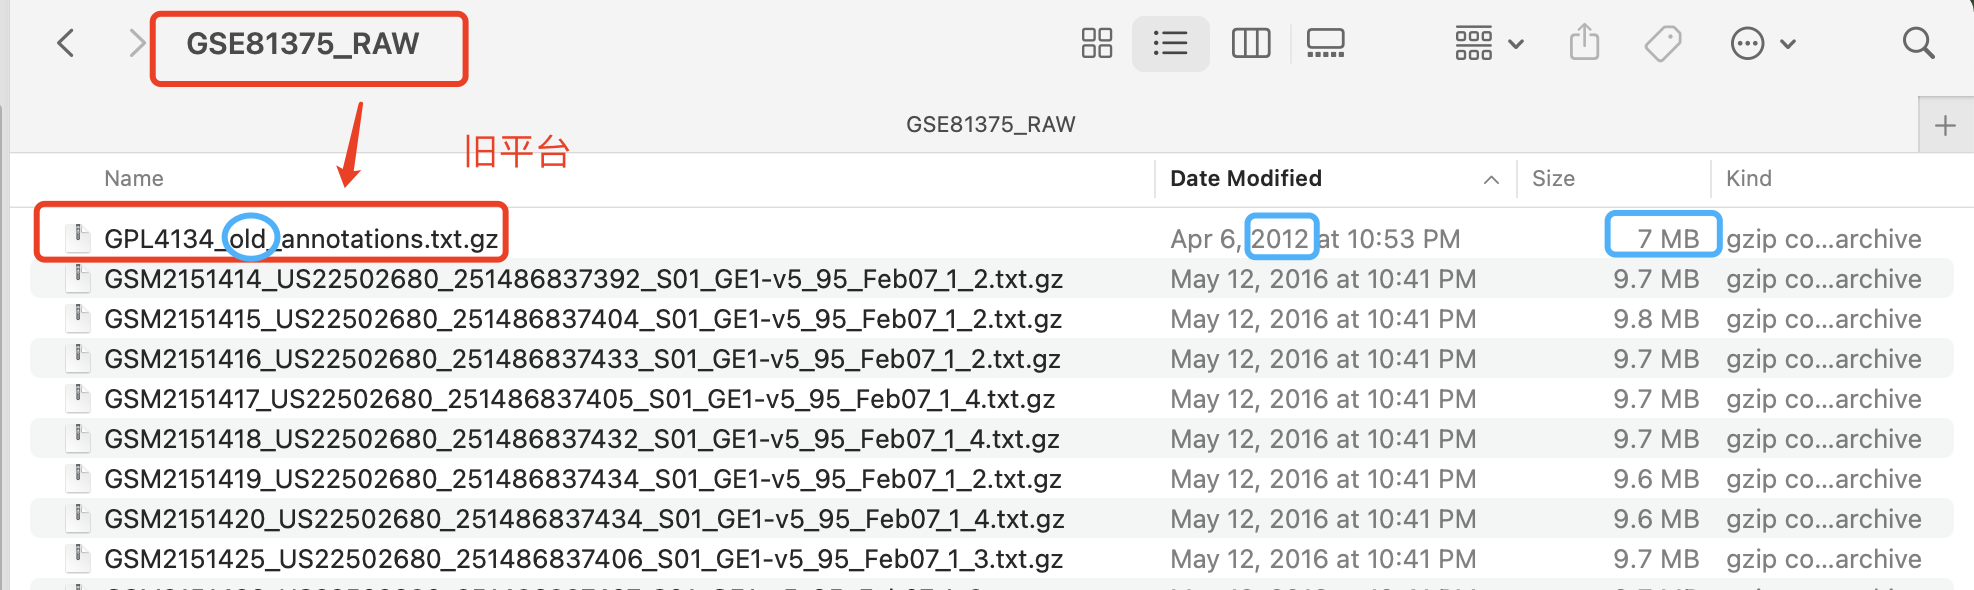 GSE81375_RAW
GSE81375_RAW
旧平台
Name Date Modified Size Kind
GPL4134_old_annotations.txt.gz Apr 6, 2012 at 10:53 PM 7 MB gzip co...archive
GSM2151414_US22502680_251486837392_S01_GE1-v5_95_Feb07_1_2.txt.gz May 12, 2016 at 10:41 PM 9.7 MB gzip co...archive
GSM2151415_US22502680_251486837404_S01_GE1-v5_95_Feb07_1_2.txt.gz May 12, 2016 at 10:41 PM 9.8 MB gzip co...archive
GSM2151416_US22502680_251486837433_S01_GE1-v5_95_Feb07_1_2.txt.gz May 12, 2016 at 10:41 PM 9.7 MB gzip co...archive
GSM2151417_US22502680_251486837405_S01_GE1-v5_95_Feb07_1_4.txt.gz May 12, 2016 at 10:41 PM 9.7 MB gzip co...archive
GSM2151418_US22502680_251486837432_S01_GE1-v5_95_Feb07_1_4.txt.gz May 12, 2016 at 10:41 PM 9.7 MB gzip co...archive
GSM2151419_US22502680_251486837434_S01_GE1-v5_95_Feb07_1_2.txt.gz May 12, 2016 at 10:41 PM 9.6 MB gzip co...archive
GSM2151420_US22502680_251486837434_S01_GE1-v5_95_Feb07_1_4.txt.gz May 12, 2016 at 10:41 PM 9.6 MB gzip co...archive
GSM2151425_US22502680_251486837406_S01_GE1-v5_95_Feb07_1_3.txt.gz May 12, 2016 at 10:41 PM 9.7 MB gzip co...archive